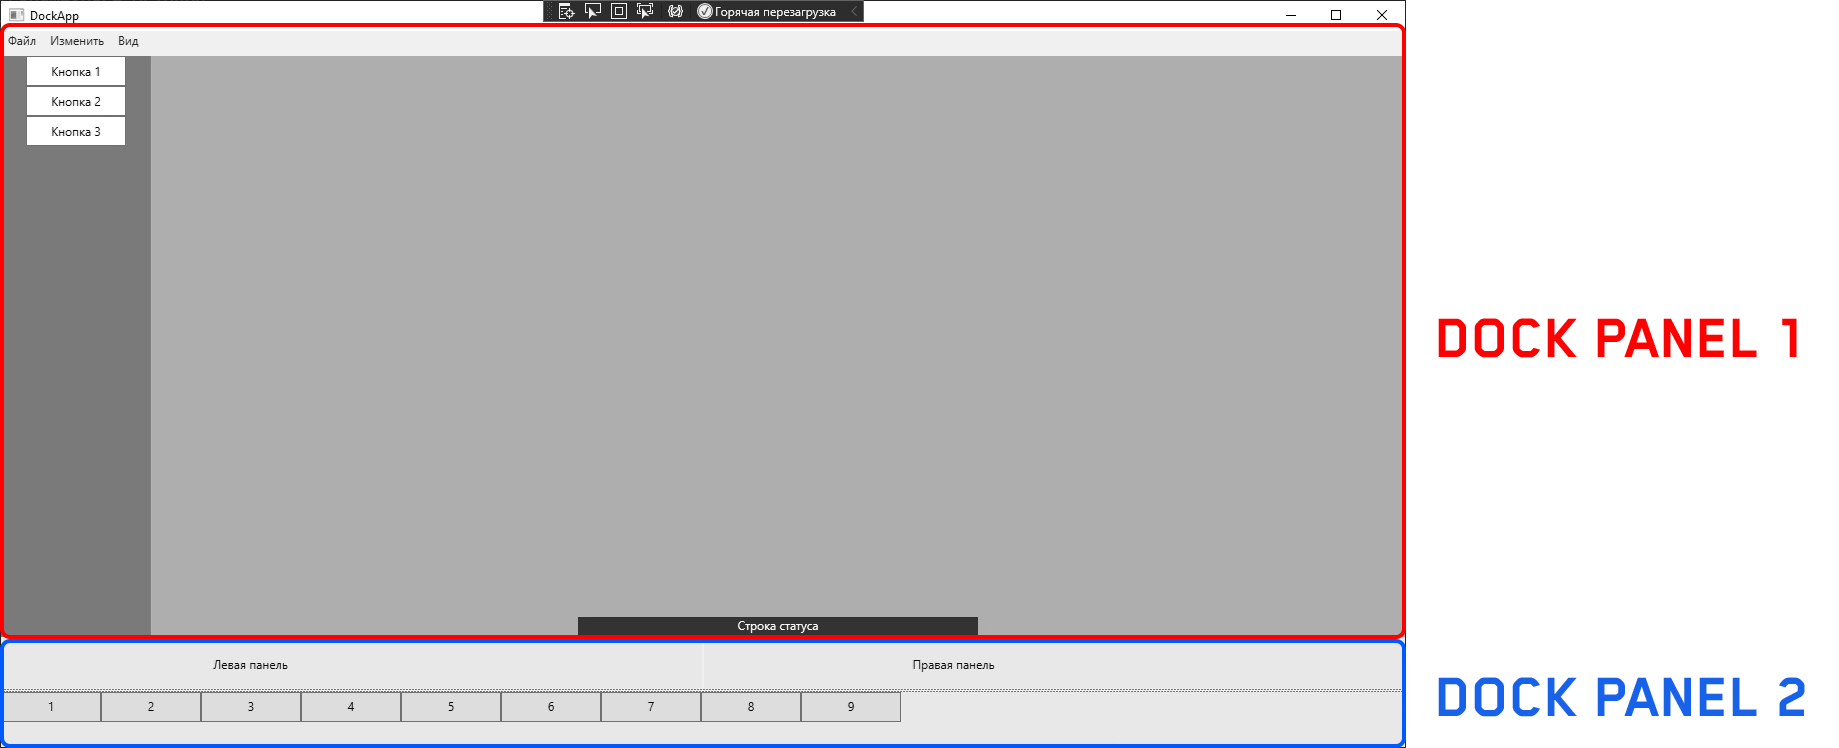 DockApp
Горячая перезагрузка
Файл Изменить Вид
Кнопка 1
Кнопка 2
Кнопка 3
DOCK PANEL 1
Строка статуса
Левая панель Правая панель
DOCK PANEL 2
1 2 3 4 5 6 7 8 9